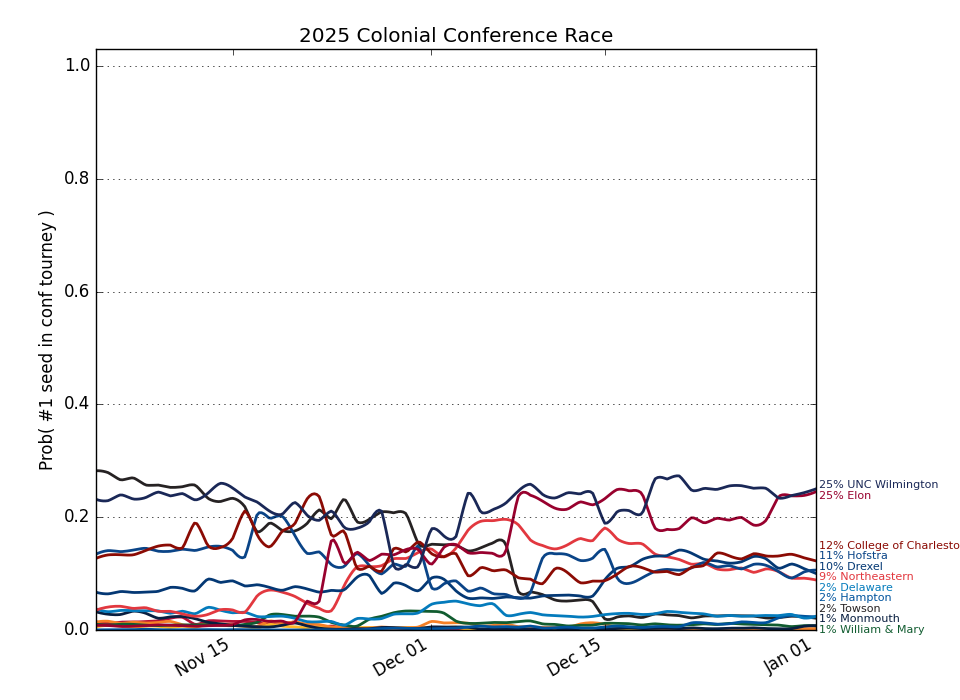 2025 Colonial Conference Race
Prob( #1 seed in conf tourney )
1.0
0.8
0.6
0.4
0.2
0.0
Nov 15
Dec 01
Dec 15
Jan 01
25% UNC Wilmington
25% Elon
12% College of Charlesto
11% Hofstra
10% Drexel
9% Northeastern
2% Delaware
2% Hampton
2% Towson
1% Monmouth
1% William & Mary